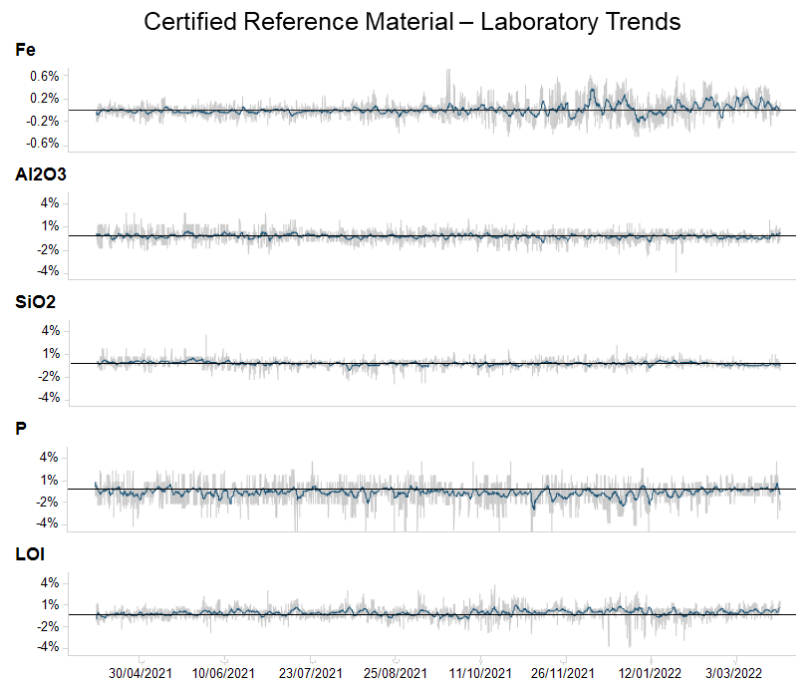 Certified Reference Material – Laboratory Trends
Fe
0.6%
0.2%
-0.2%
-0.6%
Al2O3
4%
1%
-2%
-4%
SiO2
4%
1%
-2%
-4%
P
4%
1%
-2%
-4%
LOI
4%
1%
-2%
-4%
30/04/2021 10/06/2021 23/07/2021 25/08/2021 11/10/2021 26/11/2021 12/01/2022 3/03/2022